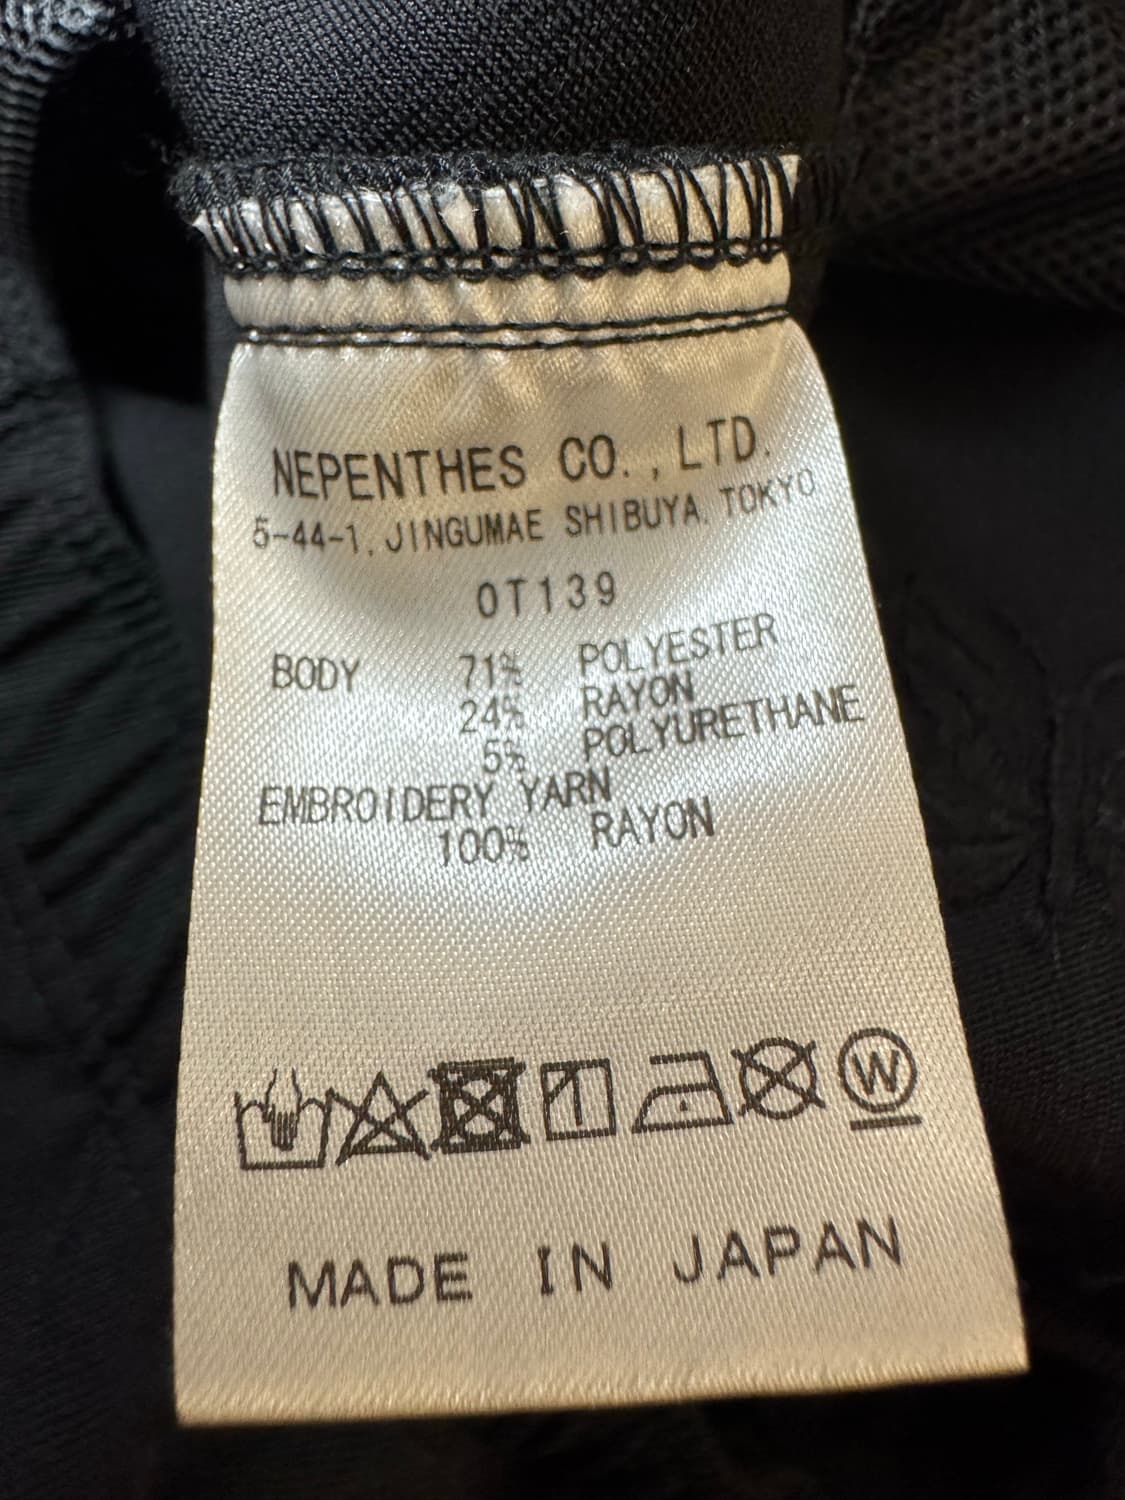 NEPENTHES CO., LTD.
5-44-1, JINGUMAE SHIBUYA, TOKYO
OT139
BODY 71% POLYESTER
24% RAYON
5% POLYURETHANE
EMBROIDERY YARN
100% RAYON
W
MADE IN JAPAN